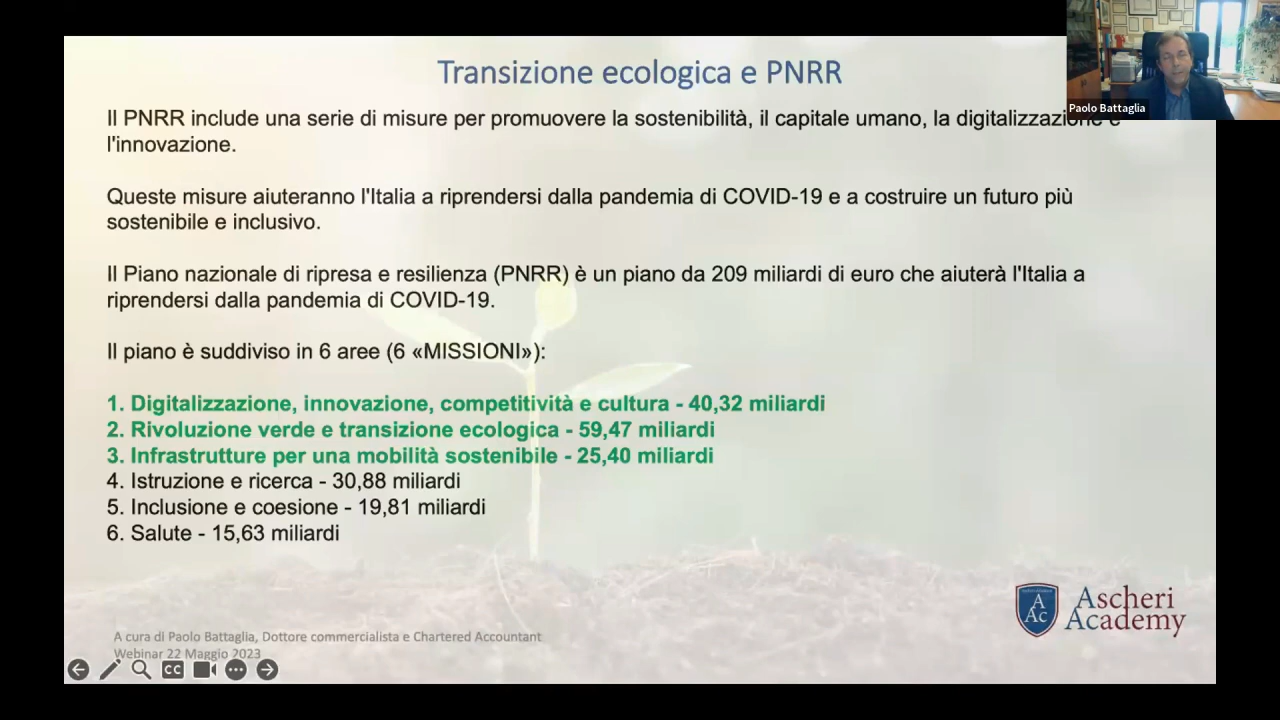 Transizione ecologica e PNRR
Paolo Battaglia
Il PNRR include una serie di misure per promuovere la sostenibilità, il capitale umano, la digitalizzazione e
l'innovazione.
Queste misure aiuteranno l'Italia a riprendersi dalla pandemia di COVID-19 e a costruire un futuro più
sostenibile e inclusivo.
Il Piano nazionale di ripresa e resilienza (PNRR) è un piano da 209 miliardi di euro che aiuterà l'Italia a
riprendersi dalla pandemia di COVID-19.
Il piano è suddiviso in 6 aree (6 «MISSIONI»):
1. Digitalizzazione, innovazione, competitività e cultura - 40,32 miliardi
2. Rivoluzione verde e transizione ecologica - 59,47 miliardi
3. Infrastrutture per una mobilità sostenibile - 25,40 miliardi
4. Istruzione e ricerca - 30,88 miliardi
5. Inclusione e coesione - 19,81 miliardi
6. Salute - 15,63 miliardi
A Ac
Ascheri
Academy
A cura di Paolo Battaglia, Dottore commercialista e Chartered Accountant
Webinar 22 Maggio 2023
CC